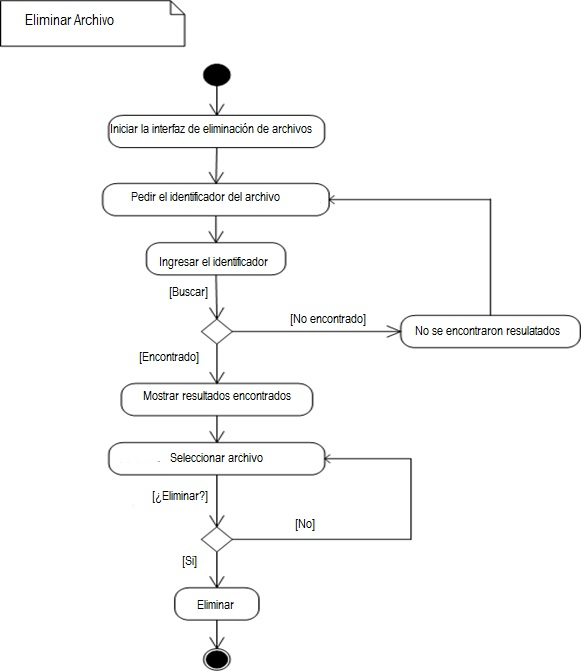 Eliminar Archivo
Iniciar la interfaz de eliminación de archivos
Pedir el identificador del archivo
Ingresar el identificador
[Buscar]
[No encontrado]
No se encontraron resulatados
[Encontrado]
Mostrar resultados encontrados
Seleccionar archivo
[¿Eliminar?]
[No]
[Si]
Eliminar